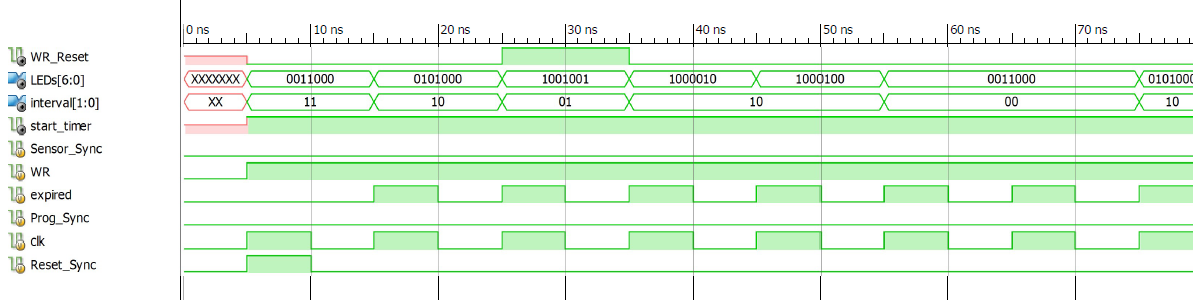 0 ns 10 ns 20 ns 30 ns 40 ns 50 ns 60 ns 70 ns
WR_Reset
LEDs[6:0] XXXXXXX 0011000 0101000 1001001 1000010 1000100 0011000 0101000
interval[1:0] XX 11 10 01 10 00 10
start_timer
Sensor_Sync
WR
expired
Prog_Sync
clk
Reset_Sync